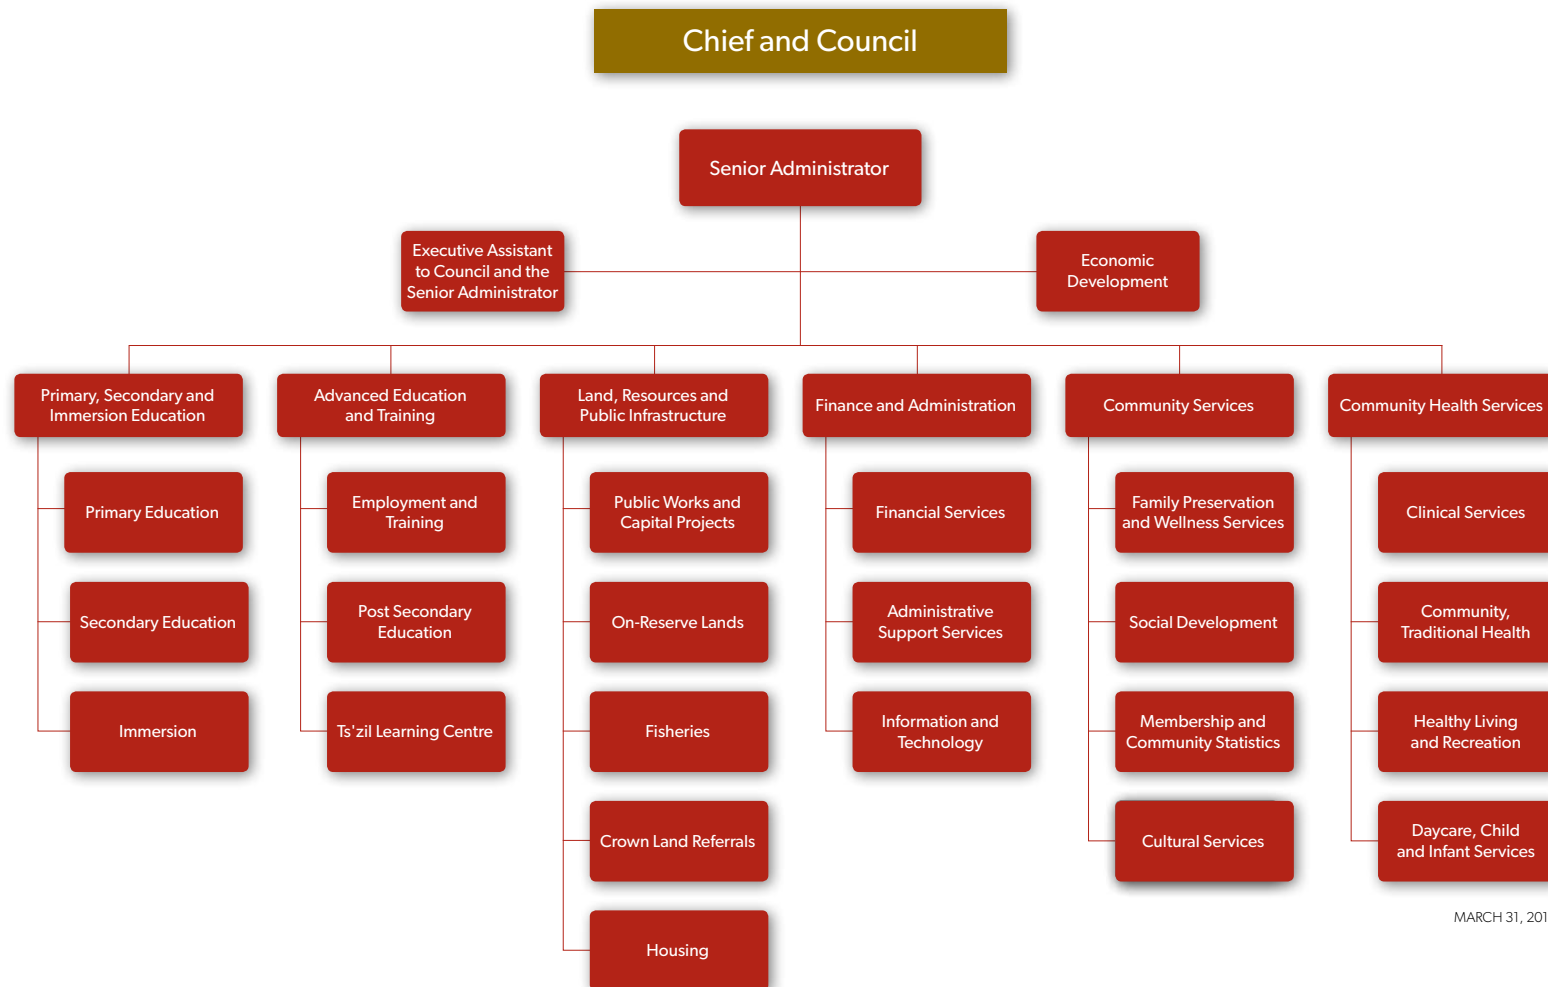 Chief and Council
Senior Administrator
Executive Assistant
to Council and the
Senior Administrator
Economic
Development
Primary, Secondary and
Immersion Education
Advanced Education
and Training
Land, Resources and
Public Infrastructure
Finance and Administration
Community Services
Community Health Services
Primary Education
Employment and
Training
Public Works and
Capital Projects
Financial Services
Family Preservation
and Wellness Services
Clinical Services
Secondary Education
Post Secondary
Education
On-Reserve Lands
Administrative
Support Services
Social Development
Community,
Traditional Health
Immersion
Ts'zil Learning Centre
Fisheries
Information and
Technology
Membership and
Community Statistics
Healthy Living
and Recreation
Crown Land Referrals
Cultural Services
Daycare, Child
and Infant Services
Housing
MARCH 31, 201